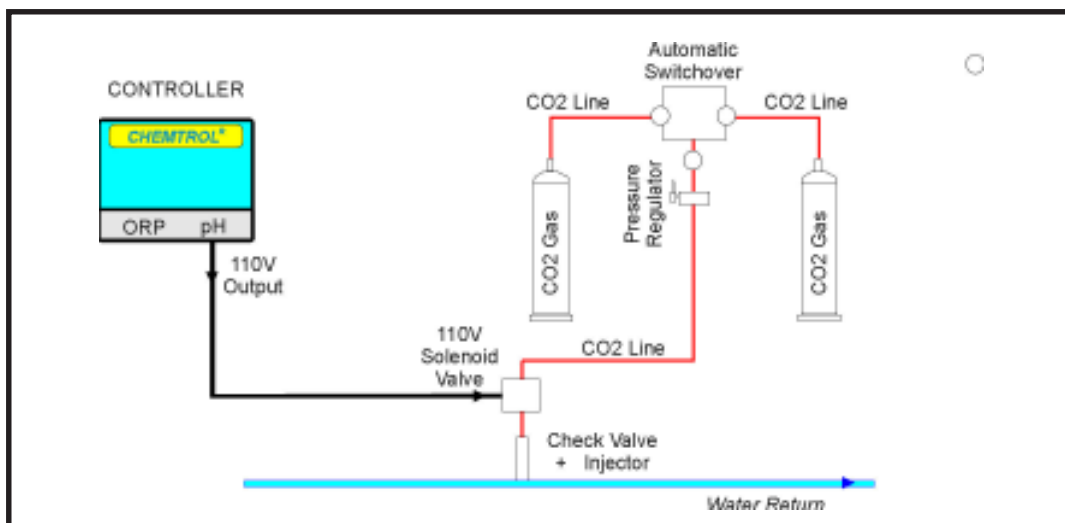 Automatic
Switchover
CONTROLLER
CO2 Line
CO2 Line
CHEMTROL®
Pressure
Regulator
CO2 Gas
CO2 Gas
ORP pH
110V
Output
110V
Solenoid
Valve
CO2 Line
Check Valve
+ Injector
Water Return